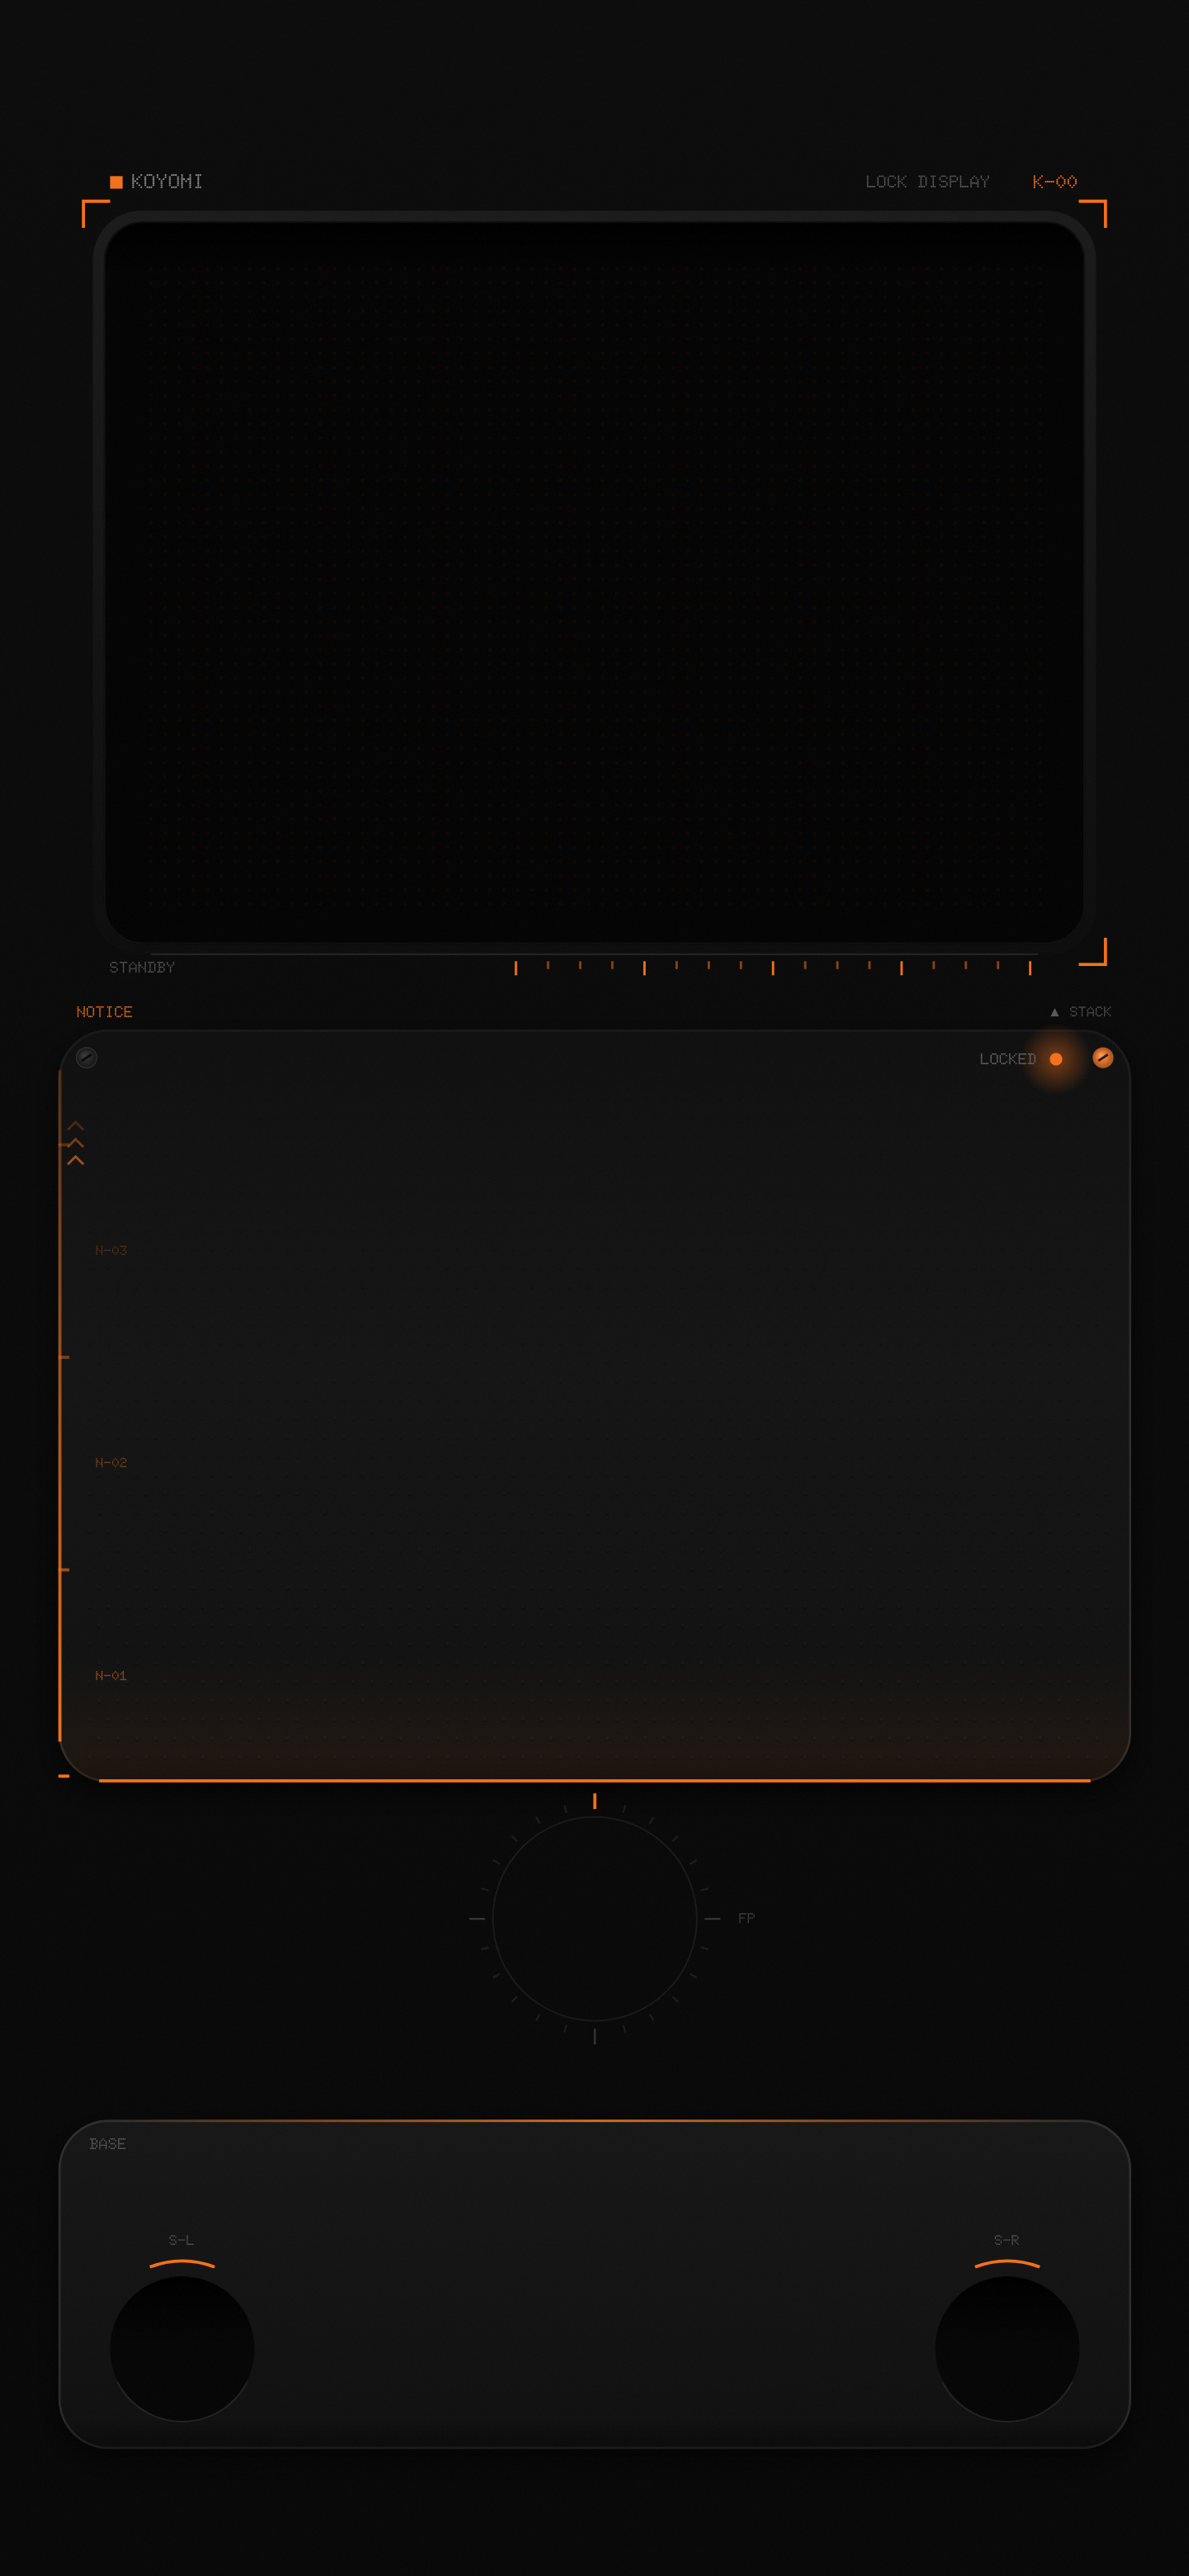 KOYOMI LOCK DISPLAY K-00
STANDBY
NOTICE ▲ STACK
LOCKED
N-03
N-02
N-01
FP
BASE
S-L S-R